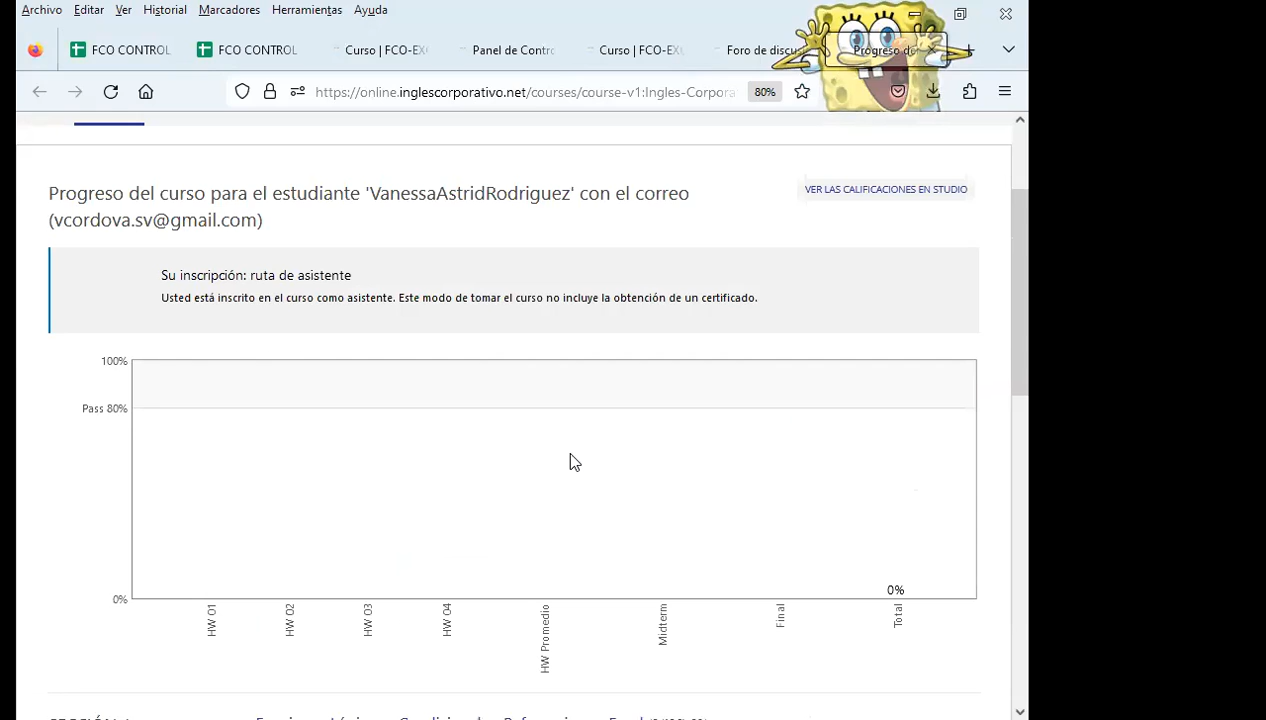 Archivo Editar Ver Historial Marcadores Herramientas Ayuda
FCO CONTROL FCO CONTROL Curso | FCO-EX Panel de Contro Curso | FCO-EX Foro de discu Progreso de
https://online.inglescorporativo.net/courses/course-v1:Ingles-Corpora 80%
Progreso del curso para el estudiante 'VanessaAstridRodriguez' con el correo
(vcordova.sv@gmail.com)
VER LAS CALIFICACIONES EN STUDIO
Su inscripción: ruta de asistente
Usted está inscrito en el curso como asistente. Este modo de tomar el curso no incluye la obtención de un certificado.
100%
Pass 80%
0%
0%
HW 01
HW 02
HW 03
HW 04
HW Promedio
Midterm
Final
Total